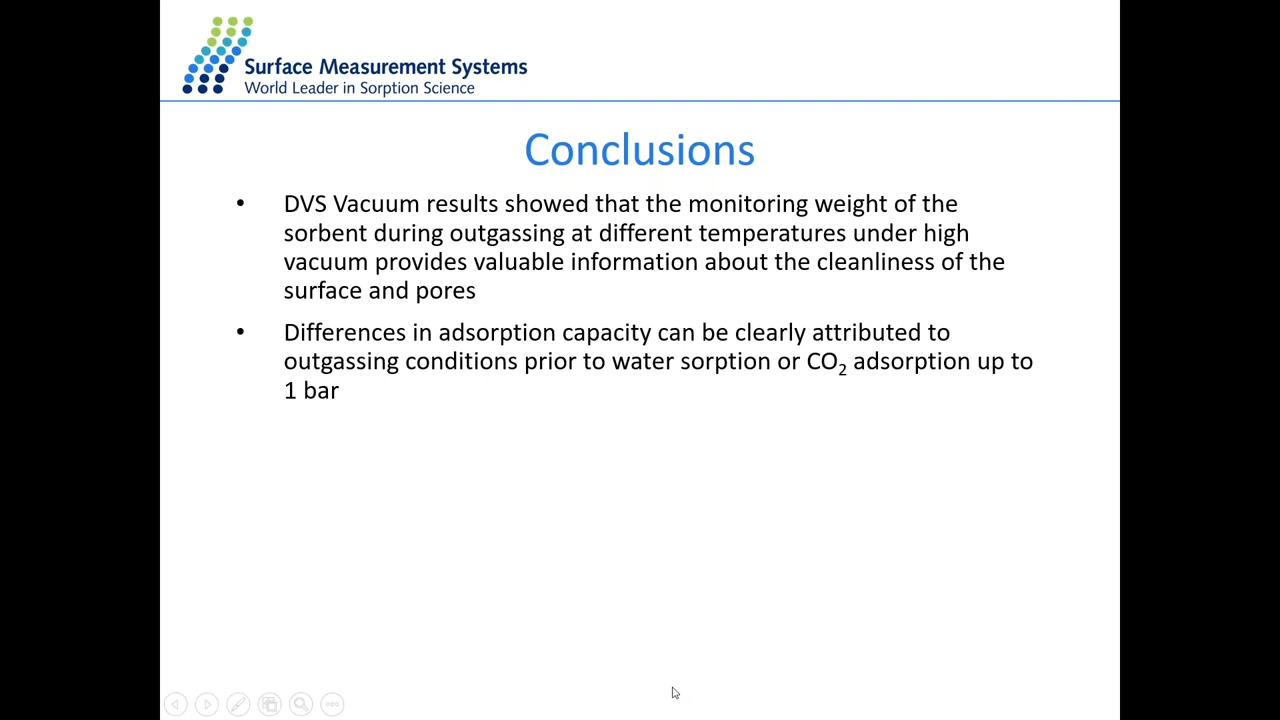 Surface Measurement Systems
World Leader in Sorption Science
Conclusions
• DVS Vacuum results showed that the monitoring weight of the
sorbent during outgassing at different temperatures under high
vacuum provides valuable information about the cleanliness of the
surface and pores
• Differences in adsorption capacity can be clearly attributed to
outgassing conditions prior to water sorption or CO₂ adsorption up to
1 bar